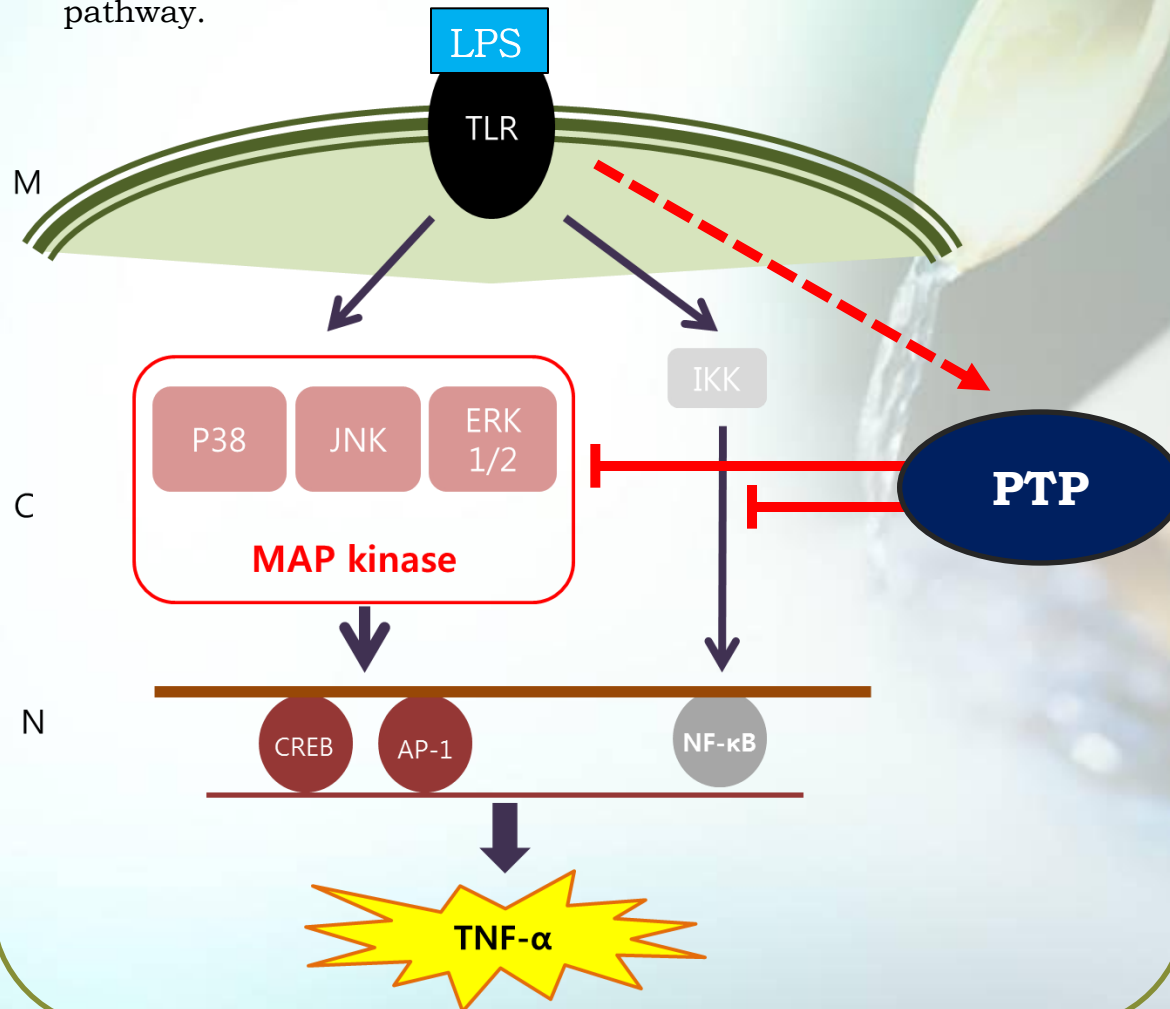 pathway.
LPS
TLR
M
IKK
P38
JNK
ERK
1/2
PTP
C
MAP kinase
N
CREB
AP-1
NF-κB
TNF-α